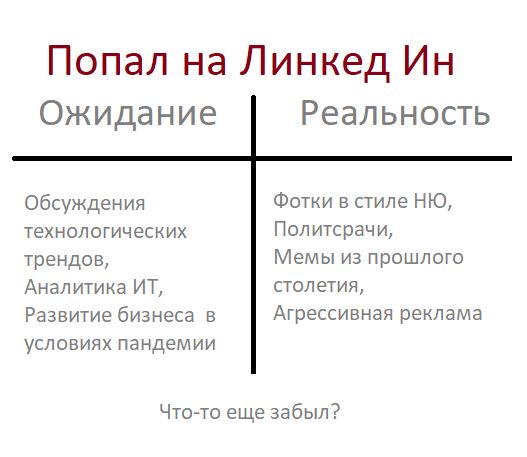 Попал на Линкед Ин
Ожидание
Реальность
Обсуждения
технологических
трендов,
Аналитика ИТ,
Развитие бизнеса в
условиях пандемии
Фотки в стиле НЮ,
Политсрачи,
Мемы из прошлого
столетия,
Агрессивная реклама
Что-то еще забыл?